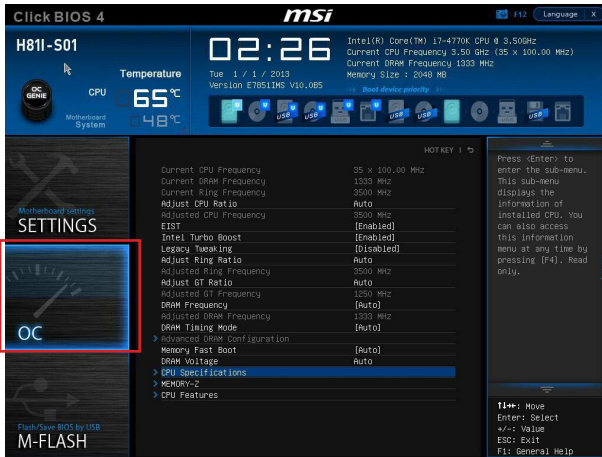 Click BIOS 4
msi
F12
Language
X
H81I-S01
02:26
Intel(R) Core(TM) i7-4770K CPU @ 3.50GHz
Current CPU Frequency 3.50 GHz (35 x 100.00 MHz)
Current DRAM Frequency 1333 MHz
Memory Size : 2048 MB
Tue 1 / 1 / 2013
Version E7851IMS V10.0B5
Boot device priority
Temperature
OC GENIE
CPU
65°C
Motherboard
System
48°C
U
USB
U
USB
USB
USB
USB
HOT KEY
Motherboard settings
SETTINGS
OC
Flash/Save BIOS by USB
M-FLASH
Current CPU Frequency 35 x 100.00 MHz
Current DRAM Frequency 1333 MHz
Current Ring Frequency 3500 MHz
Adjust CPU Ratio Auto
Adjusted CPU Frequency 3500 MHz
EIST [Enabled]
Intel Turbo Boost [Enabled]
Legacy Tweaking [Disabled]
Adjust Ring Ratio Auto
Adjusted Ring Frequency 3500 MHz
Adjust GT Ratio Auto
Adjusted GT Frequency 1250 MHz
DRAM Frequency [Auto]
Adjusted DRAM Frequency 1333 MHz
DRAM Timing Mode [Auto]
> Advanced DRAM Configuration
Memory Fast Boot [Auto]
DRAM Voltage Auto
> CPU Specifications
> MEMORY-Z
> CPU Features
Press <Enter> to
enter the sub-menu.
This sub-menu
displays the
information of
installed CPU. You
can also access
this information
menu at any time by
pressing [F4]. Read
only.
↑↓→←: Move
Enter: Select
+/-: Value
ESC: Exit
F1: General Help